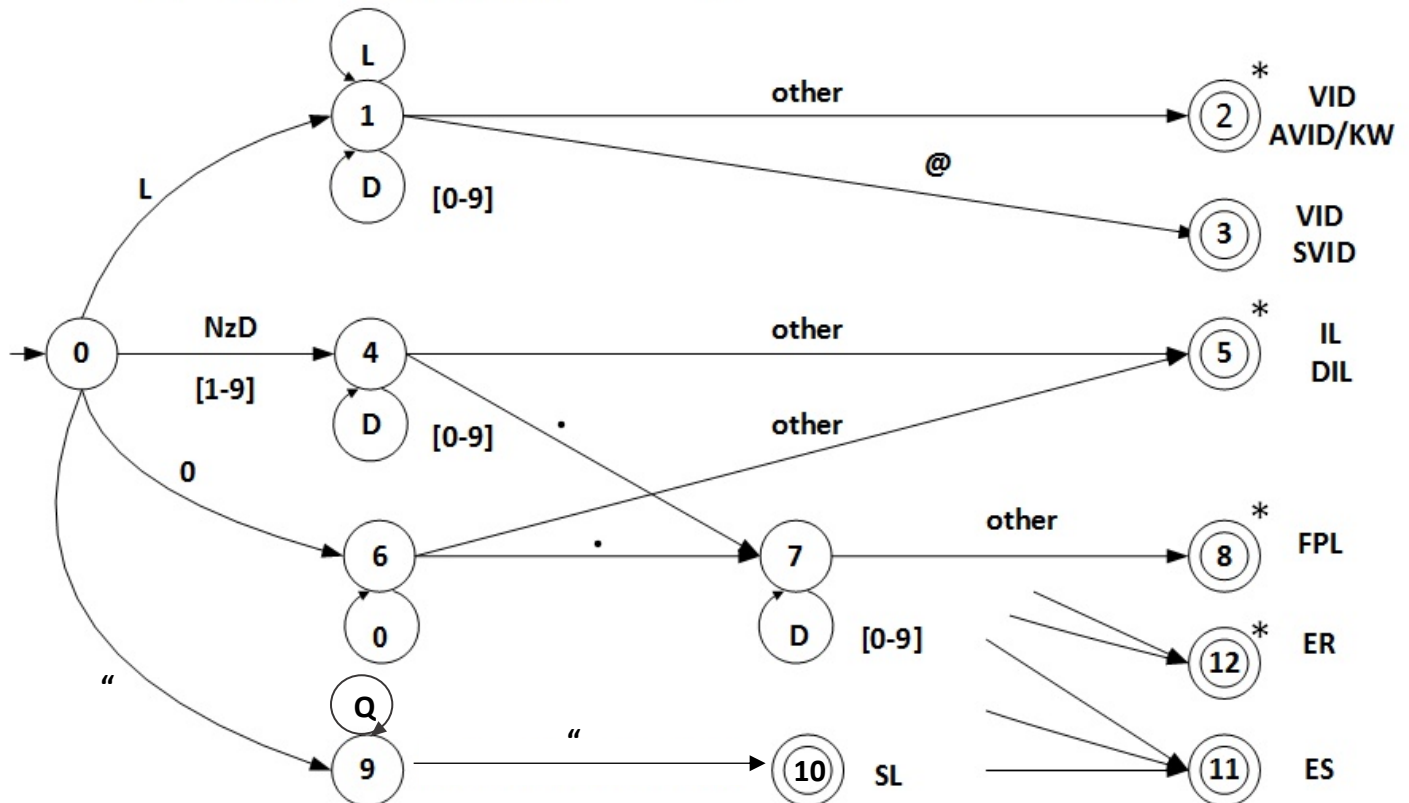 L
1
other
2
*
VID
AVID/KW
@
L
D
[0-9]
3
VID
SVID
0
NzD
[1-9]
4
other
5
*
IL
DIL
D
[0-9]
.
other
0
6
.
7
other
8
*
FPL
0
D
[0-9]
12
*
ER
“
Q
9
“
10
SL
11
ES